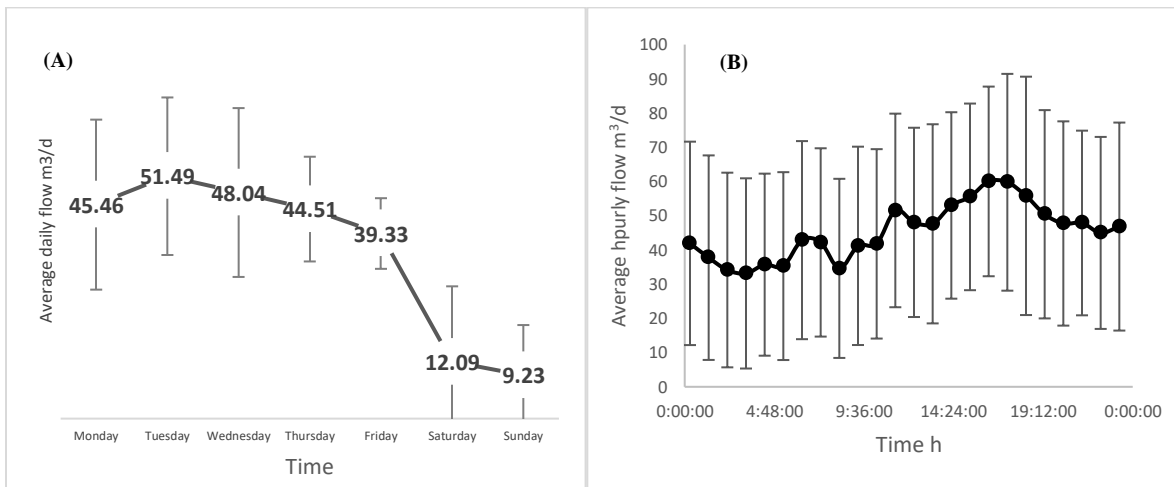 (A)
Average daily flow m3/d
45.46
51.49
48.04
44.51
39.33
12.09
9.23
Monday Tuesday Wednesday Thursday Friday Saturday Sunday
Time
(B)
Average hpurly flow m³/d
100
90
80
70
60
50
40
30
20
10
0
0:00:00 4:48:00 9:36:00 14:24:00 19:12:00 0:00:00
Time h